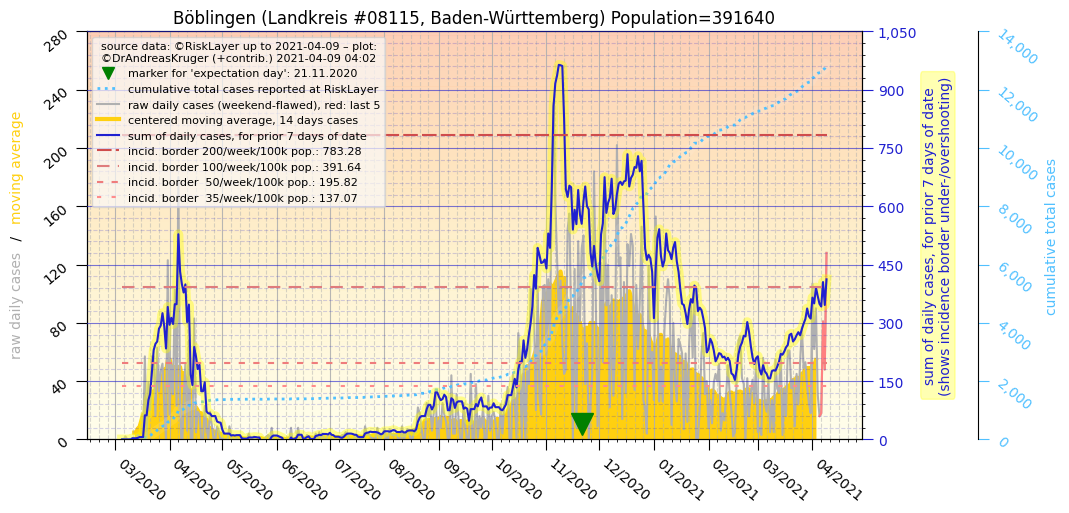 Böblingen (Landkreis #08115, Baden-Württemberg) Population=391640
source data: ©RiskLayer up to 2021-04-09 – plot:
©DrAndreasKruger (+contrib.) 2021-04-09 04:02
marker for 'expectation day': 21.11.2020
cumulative total cases reported at RiskLayer
raw daily cases (weekend-flawed), red: last 5
centered moving average, 14 days cases
sum of daily cases, for prior 7 days of date
incid. border 200/week/100k pop.: 783.28
incid. border 100/week/100k pop.: 391.64
incid. border  50/week/100k pop.: 195.82
incid. border  35/week/100k pop.: 137.07
raw daily cases / moving average
280
240
200
160
120
80
40
0
03/2020
04/2020
05/2020
06/2020
07/2020
08/2020
09/2020
10/2020
11/2020
12/2020
01/2021
02/2021
03/2021
04/2021
1,050
900
750
600
450
300
150
0
sum of daily cases, for prior 7 days of date
(shows incidence border under-/overshooting)
14,000
12,000
10,000
8,000
6,000
4,000
2,000
0
cumulative total cases